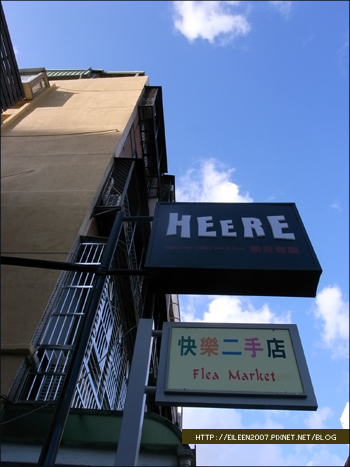 HEERE
快樂二手店
Flea Market
HTTP://EILEEN2007.PIXNET.NET/BLOG